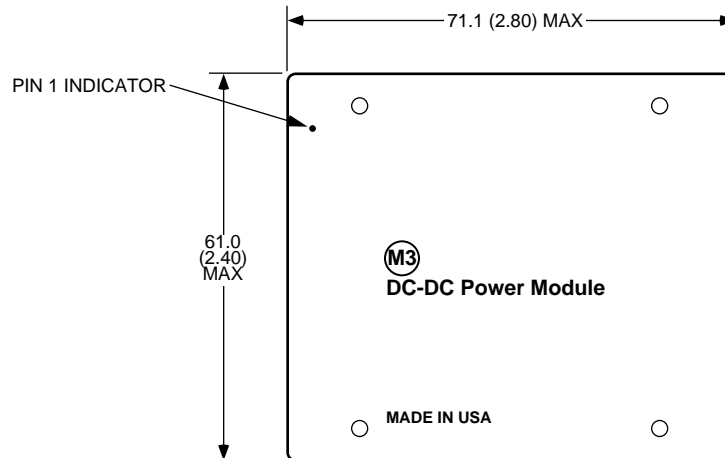 71.1 (2.80) MAX
PIN 1 INDICATOR
61.0
(2.40)
MAX
M3
DC-DC Power Module
MADE IN USA